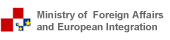 Ministry of Foreign Affairs
and European Integration